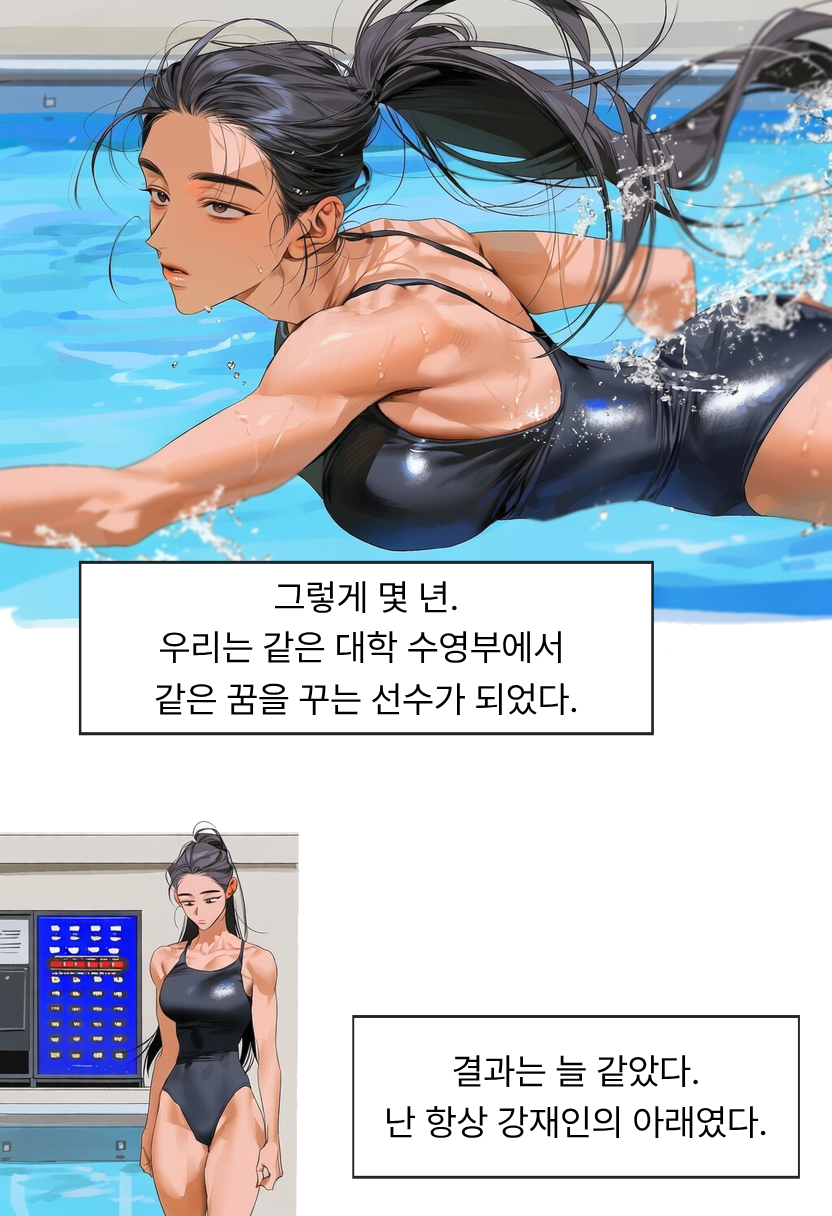 그렇게 몇 년.
우리는 같은 대학 수영부에서
같은 꿈을 꾸는 선수가 되었다.
결과는 늘 같았다.
난 항상 강재인의 아래였다.